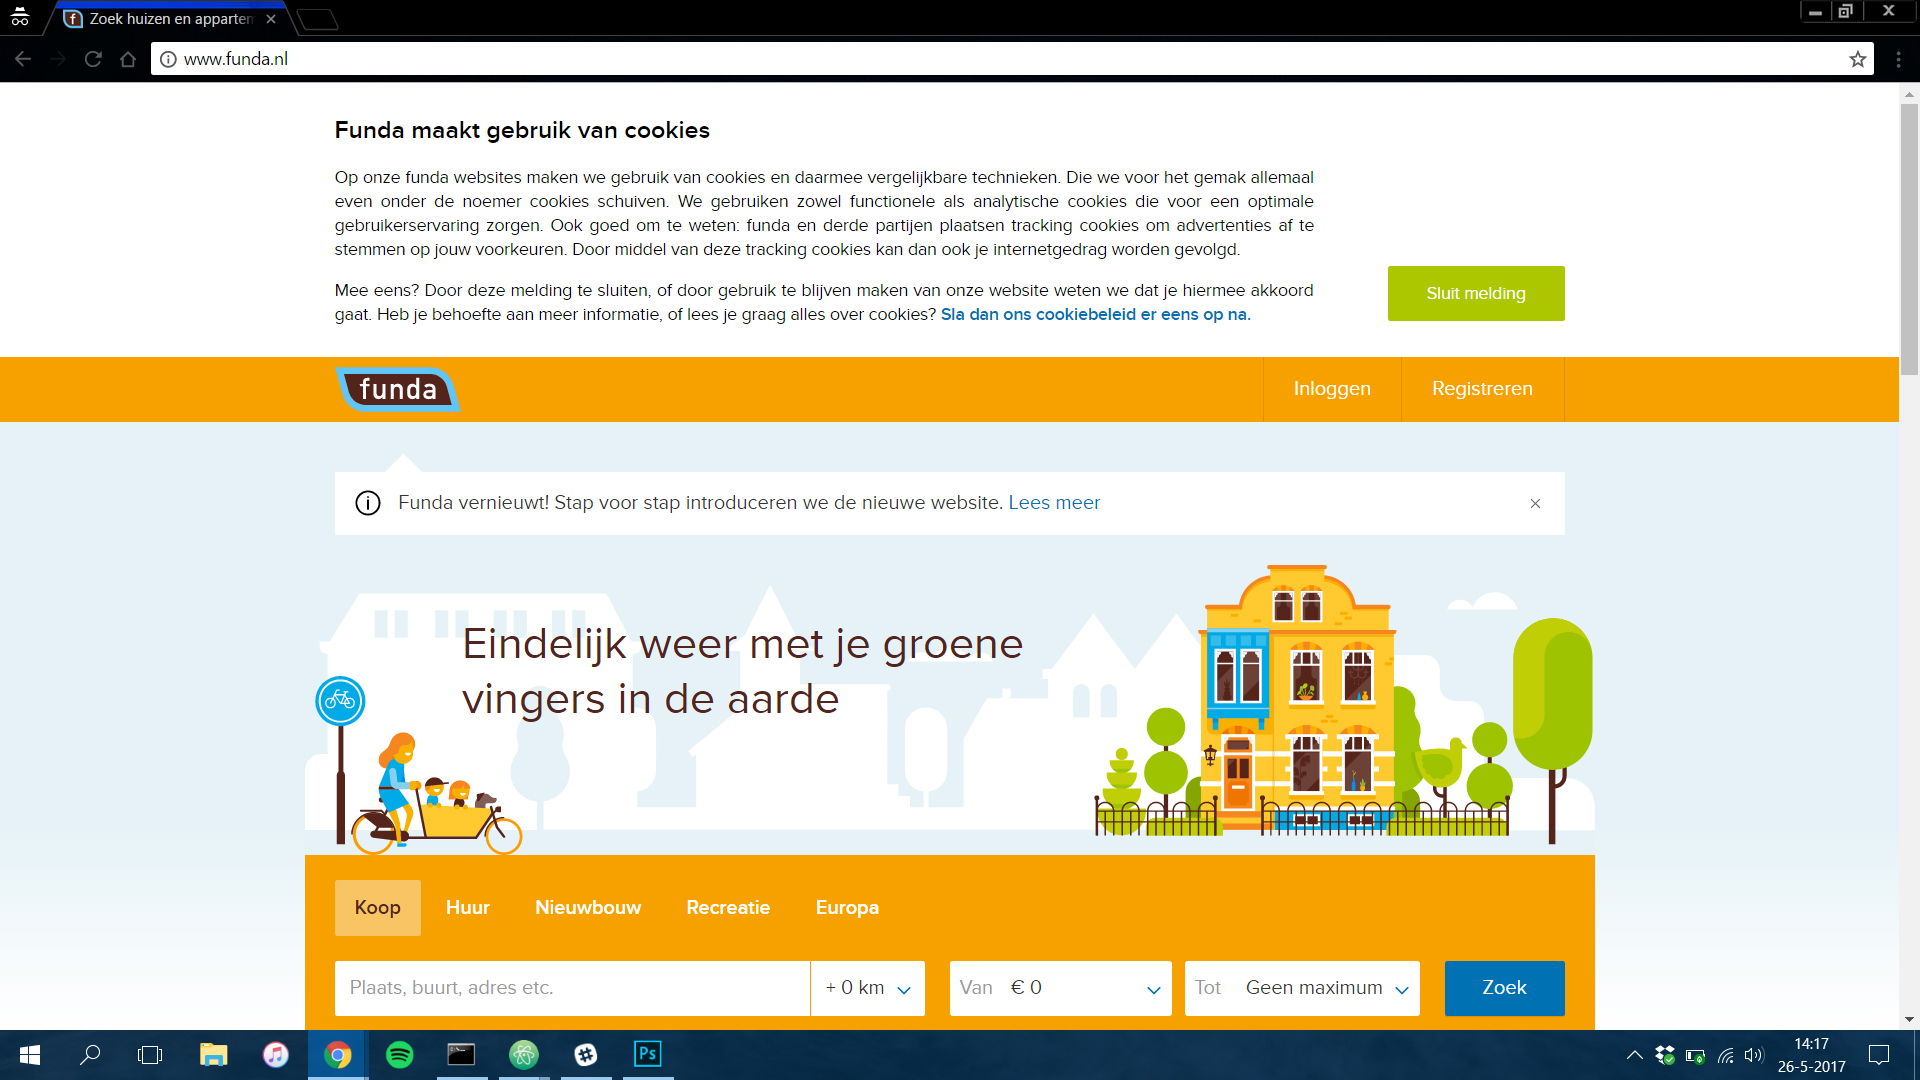 Zoek huizen en appartem
www.funda.nl
Funda maakt gebruik van cookies
Op onze funda websites maken we gebruik van cookies en daarmee vergelijkbare technieken. Die we voor het gemak allemaal
even onder de noemer cookies schuiven. We gebruiken zowel functionele als analytische cookies die voor een optimale
gebruikerservaring zorgen. Ook goed om te weten: funda en derde partijen plaatsen tracking cookies om advertenties af te
stemmen op jouw voorkeuren. Door middel van deze tracking cookies kan dan ook je internetgedrag worden gevolgd.
Mee eens? Door deze melding te sluiten, of door gebruik te blijven maken van onze website weten we dat je hiermee akkoord
gaat. Heb je behoefte aan meer informatie, of lees je graag alles over cookies? Sla dan ons cookiebeleid er eens op na.
Sluit melding
funda
Inloggen
Registreren
Funda vernieuwt! Stap voor stap introduceren we de nieuwe website. Lees meer
Eindelijk weer met je groene
vingers in de aarde
Koop Huur Nieuwbouw Recreatie Europa
Plaats, buurt, adres etc. + 0 km Van € 0 Tot Geen maximum Zoek
Ps
14:17
26-5-2017